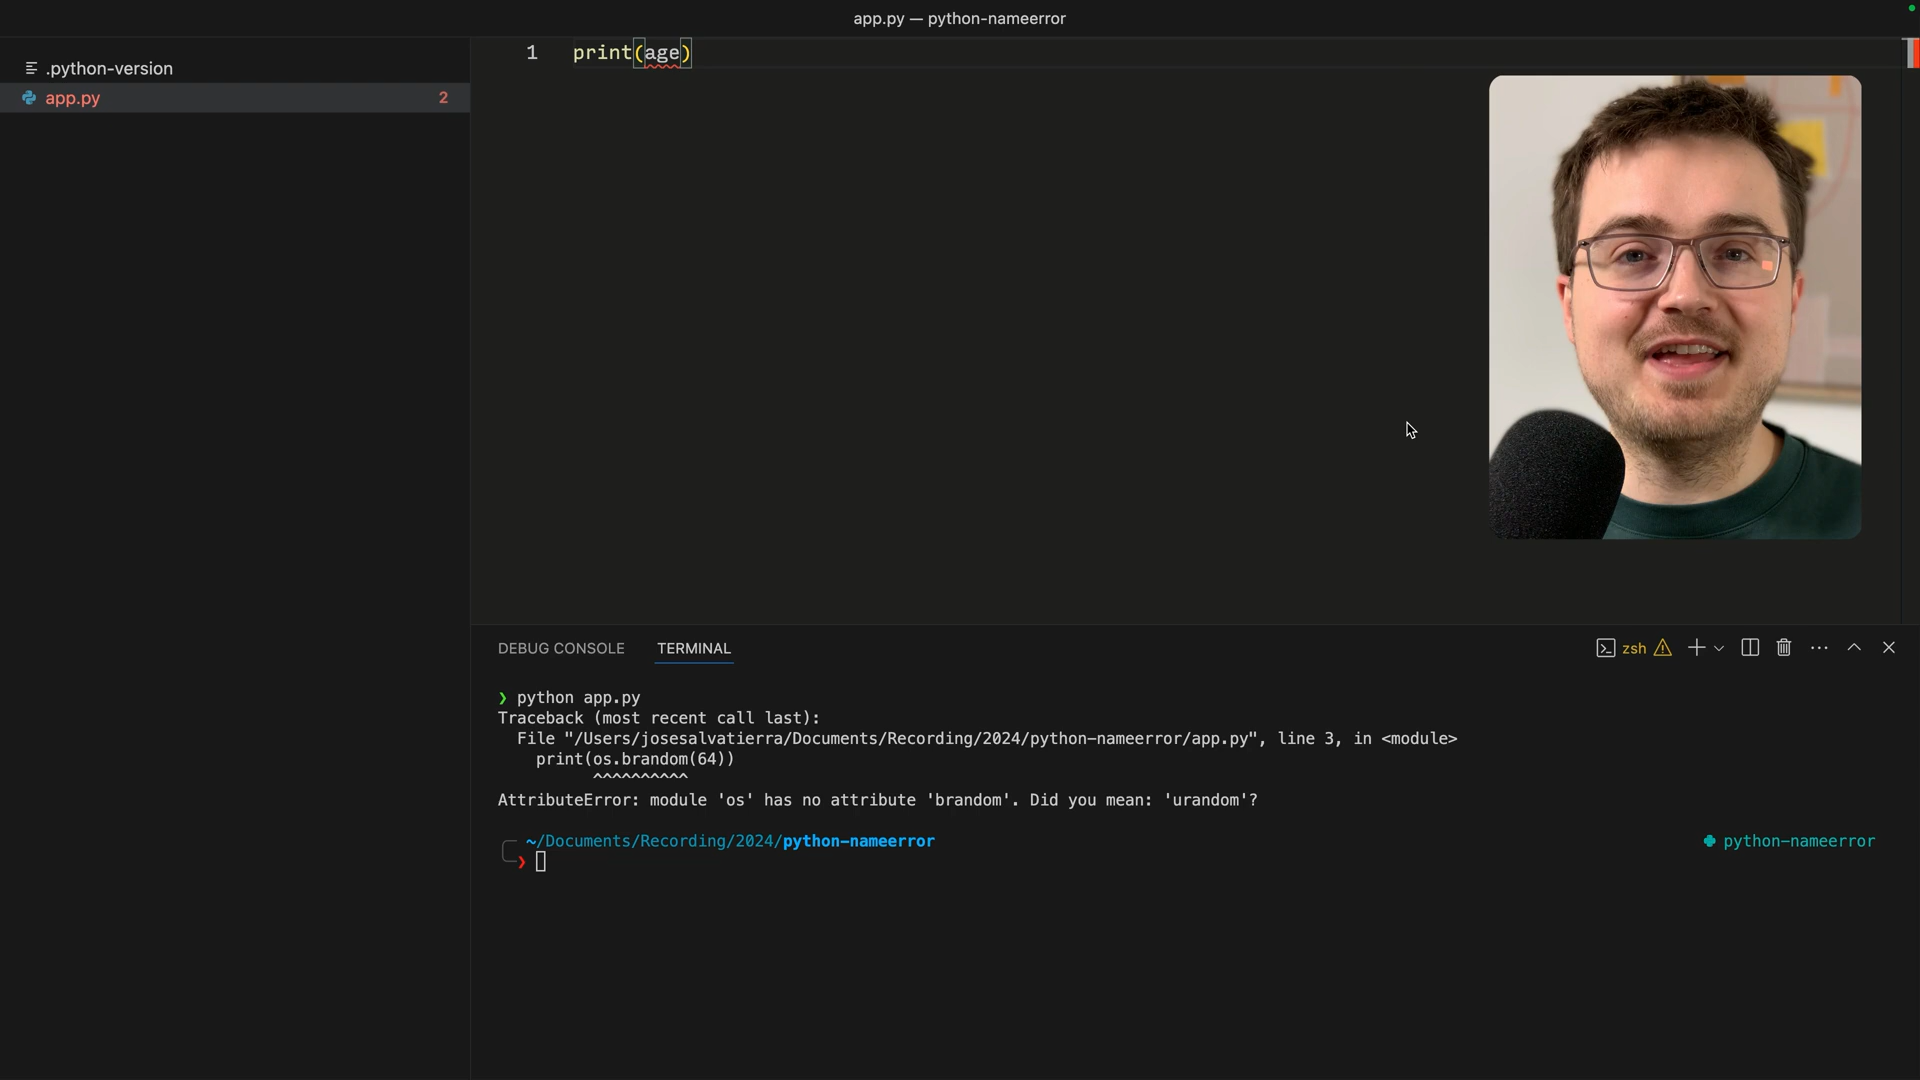 app.py — python-nameerror
.python-version
app.py 2
1 print(age)
DEBUG CONSOLE TERMINAL
zsh
❯ python app.py
Traceback (most recent call last):
File "/Users/josesalvatierra/Documents/Recording/2024/python-nameerror/app.py", line 3, in <module>
print(os.brandom(64))
^^^^^^^^^^
AttributeError: module 'os' has no attribute 'brandom'. Did you mean: 'urandom'?
~/Documents/Recording/2024/python-nameerror
python-nameerror
❯